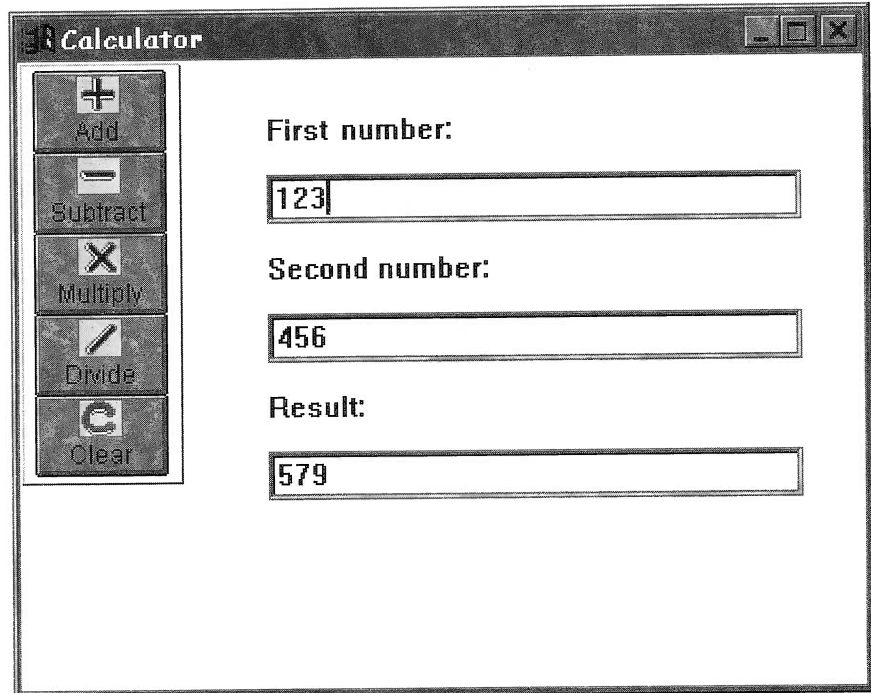 Calculator
Add
Subtract
Multiply
Divide
Clear
First number:
123
Second number:
456
Result:
579